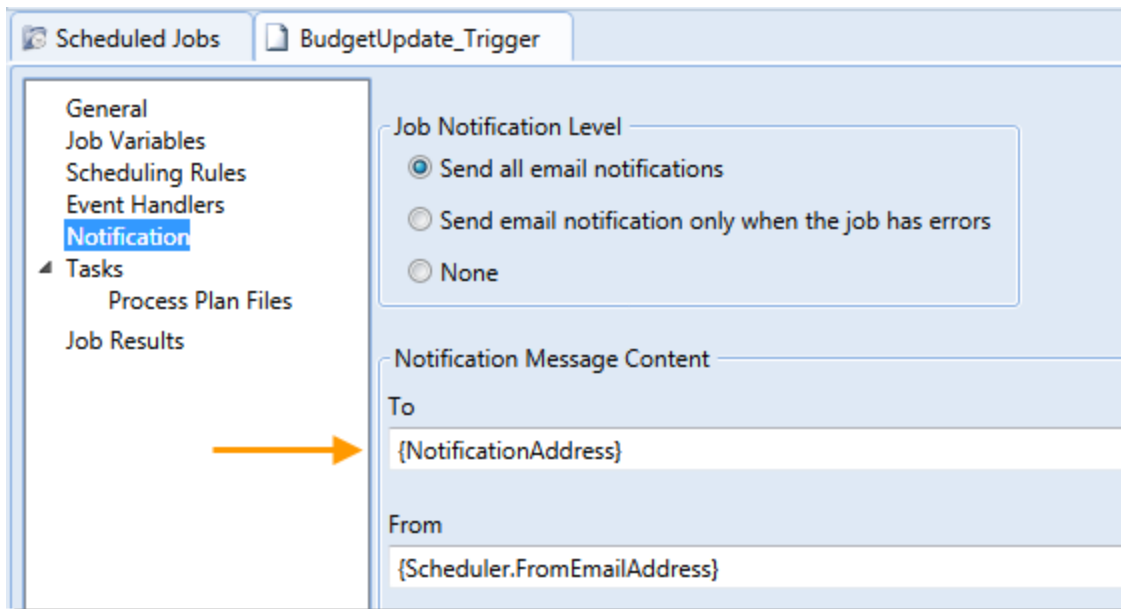 Scheduled Jobs
BudgetUpdate_Trigger
General
Job Variables
Scheduling Rules
Event Handlers
Notification
Tasks
Process Plan Files
Job Results
Job Notification Level
Send all email notifications
Send email notification only when the job has errors
None
Notification Message Content
To
{NotificationAddress}
From
{Scheduler.FromEmailAddress}